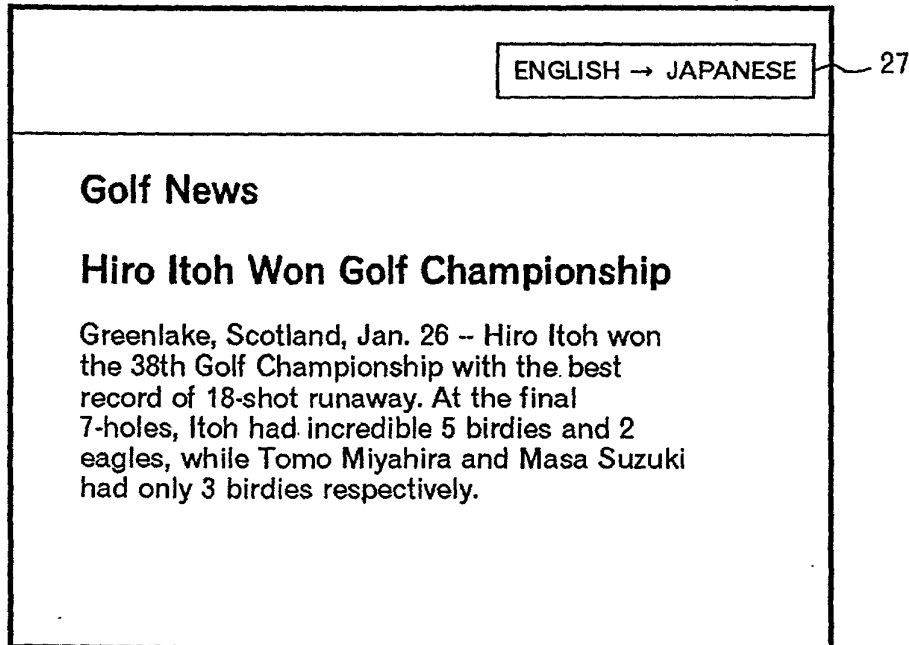 ENGLISH → JAPANESE
27
Golf News
Hiro Itoh Won Golf Championship
Greenlake, Scotland, Jan. 26 -- Hiro Itoh won
the 38th Golf Championship with the best
record of 18-shot runaway. At the final
7-holes, Itoh had incredible 5 birdies and 2
eagles, while Tomo Miyahira and Masa Suzuki
had only 3 birdies respectively.